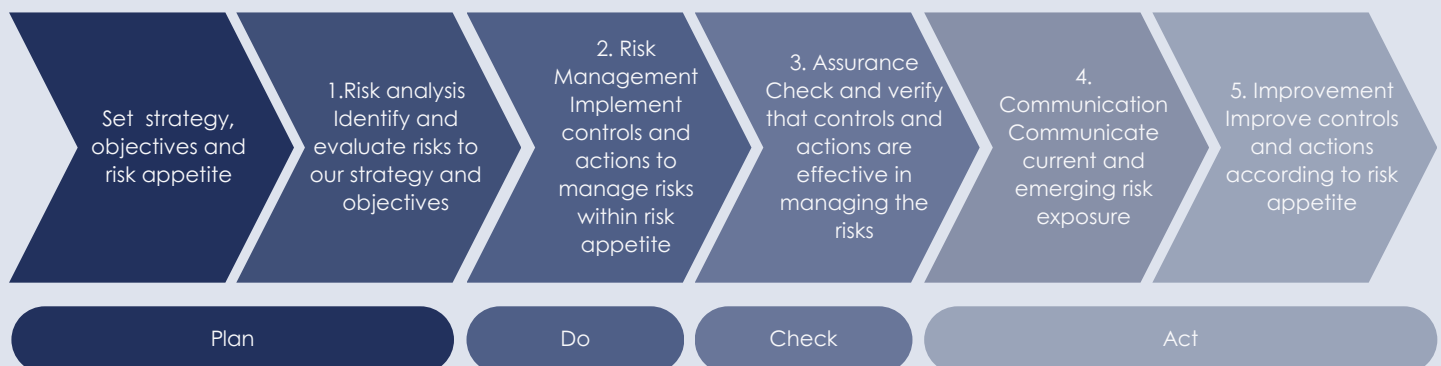 Set strategy,
objectives and
risk appetite
1.Risk analysis
Identify and
evaluate risks to
our strategy and
objectives
2. Risk
Management
Implement
controls and
actions to
manage risks
within risk
appetite
3. Assurance
Check and verify
that controls and
actions are
effective in
managing the
risks
4.
Communication
Communicate
current and
emerging risk
exposure
5. Improvement
Improve controls
and actions
according to risk
appetite
Plan
Do
Check
Act